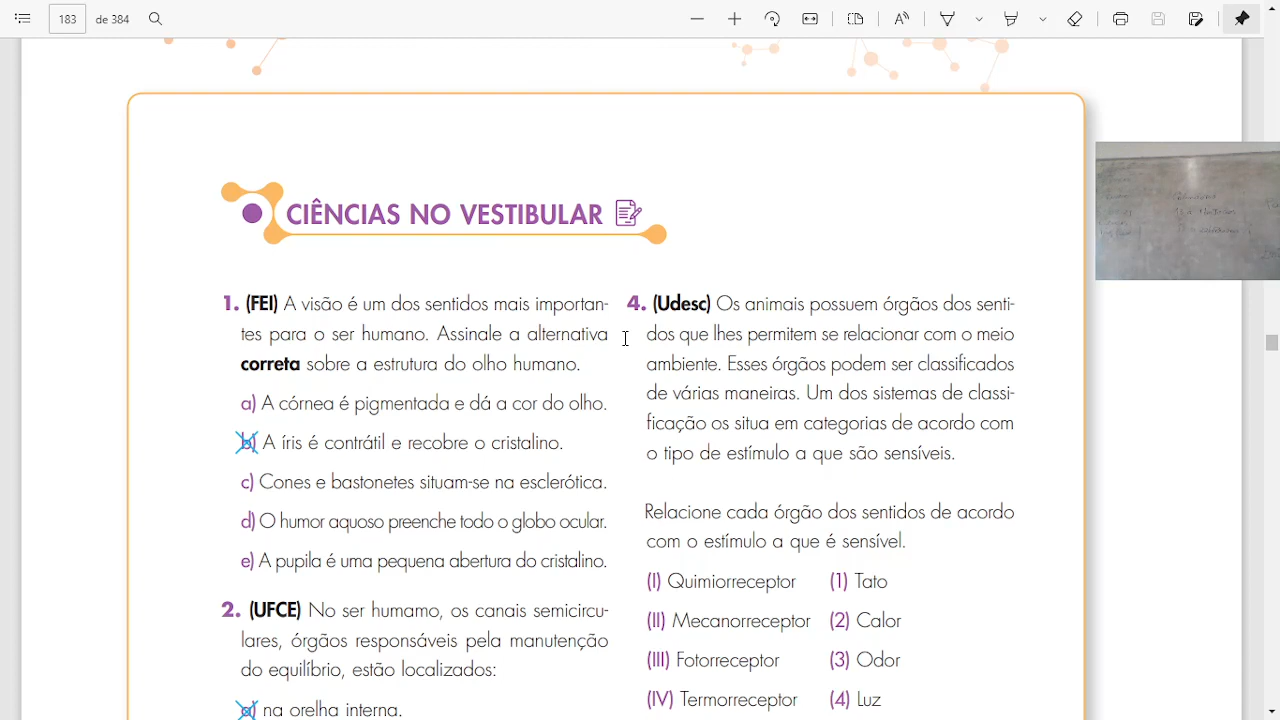 183 de 384
CIÊNCIAS NO VESTIBULAR
1. (FEI) A visão é um dos sentidos mais importan-
tes para o ser humano. Assinale a alternativa
correta sobre a estrutura do olho humano.
a) A córnea é pigmentada e dá a cor do olho.
b) A íris é contrátil e recobre o cristalino.
c) Cones e bastonetes situam-se na esclerótica.
d) O humor aquoso preenche todo o globo ocular.
e) A pupila é uma pequena abertura do cristalino.
2. (UFCE) No ser humamo, os canais semicircu-
lares, órgãos responsáveis pela manutenção
do equilíbrio, estão localizados:
a) na orelha interna.
4. (Udesc) Os animais possuem órgãos dos senti-
dos que lhes permitem se relacionar com o meio
ambiente. Esses órgãos podem ser classificados
de várias maneiras. Um dos sistemas de classi-
ficação os situa em categorias de acordo com
o tipo de estímulo a que são sensíveis.
Relacione cada órgão dos sentidos de acordo
com o estímulo a que é sensível.
(I) Quimiorreceptor (1) Tato
(II) Mecanorreceptor (2) Calor
(III) Fotorreceptor (3) Odor
(IV) Termorreceptor (4) Luz